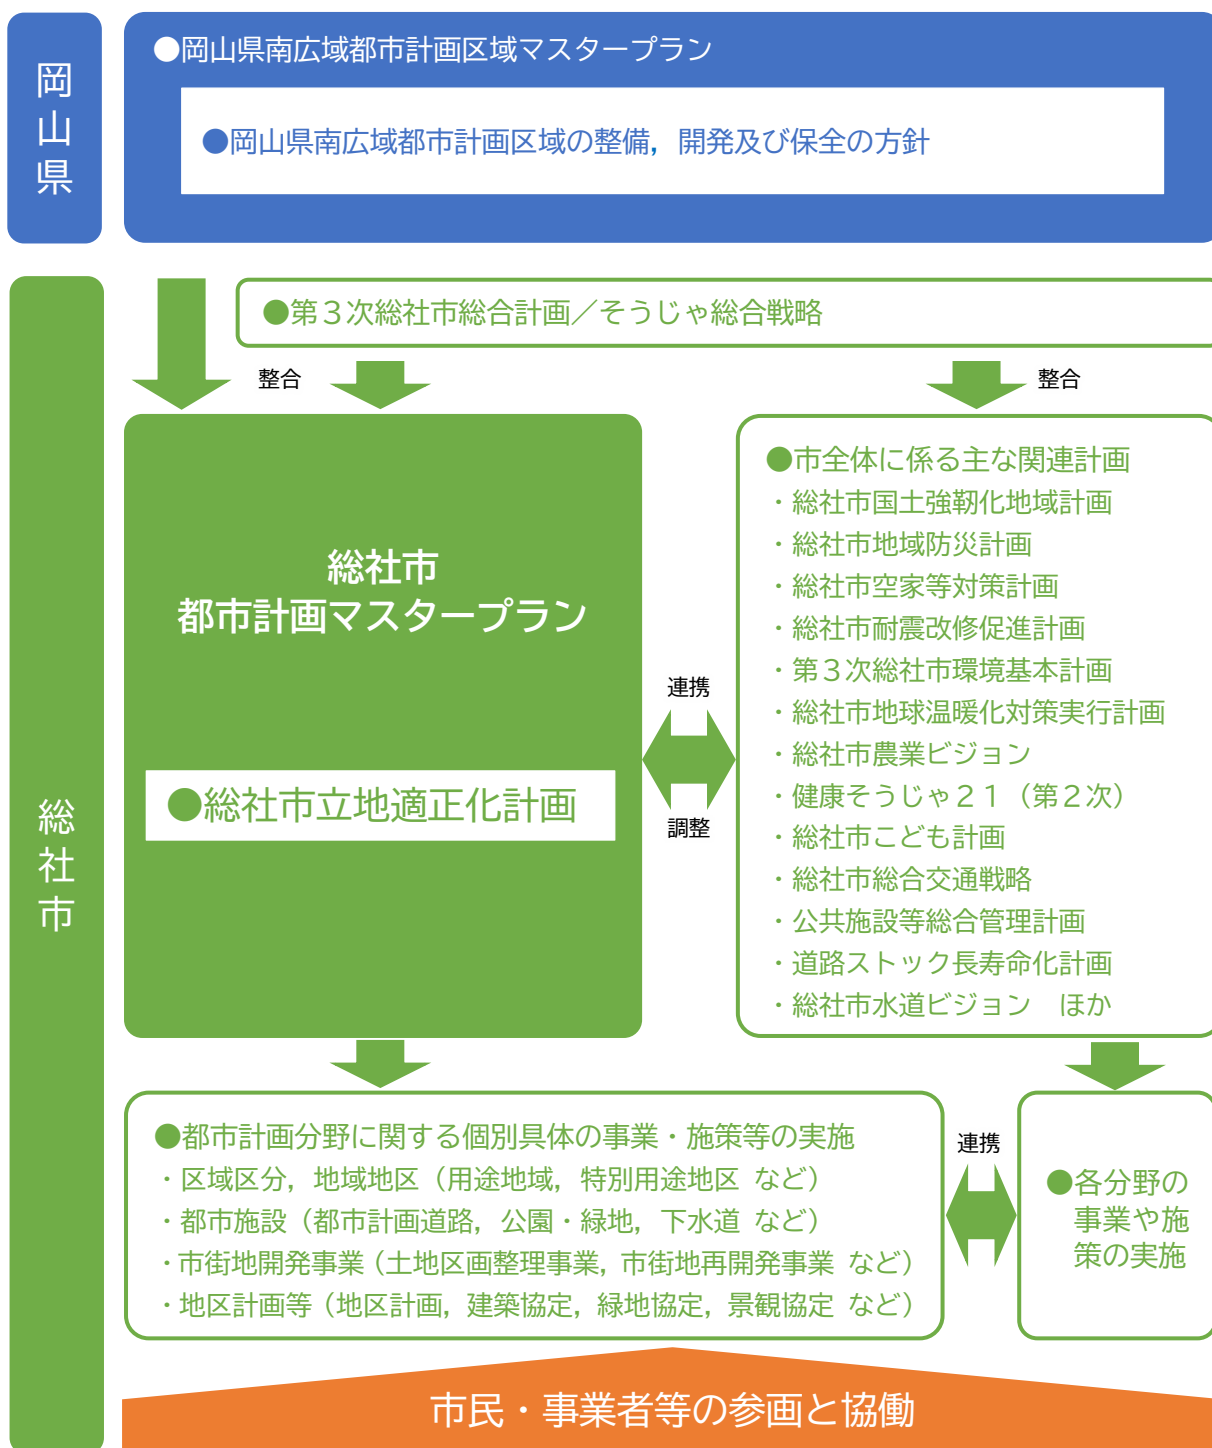 岡山県
●岡山県南広域都市計画区域マスタープラン
●岡山県南広域都市計画区域の整備，開発及び保全の方針
総社市
●第３次総社市総合計画／そうじゃ総合戦略
整合
整合
総社市
都市計画マスタープラン
●総社市立地適正化計画
連携
調整
●市全体に係る主な関連計画
・総社市国土強靭化地域計画
・総社市地域防災計画
・総社市空家等対策計画
・総社市耐震改修促進計画
・第３次総社市環境基本計画
・総社市地球温暖化対策実行計画
・総社市農業ビジョン
・健康そうじゃ２１（第２次）
・総社市こども計画
・総社市総合交通戦略
・公共施設等総合管理計画
・道路ストック長寿命化計画
・総社市水道ビジョン　ほか
●都市計画分野に関する個別具体の事業・施策等の実施
・区域区分，地域地区（用途地域，特別用途地区 など）
・都市施設（都市計画道路，公園・緑地，下水道 など）
・市街地開発事業（土地区画整理事業，市街地再開発事業 など）
・地区計画等（地区計画，建築協定，緑地協定，景観協定 など）
連携
●各分野の
事業や施
策の実施
市民・事業者等の参画と協働